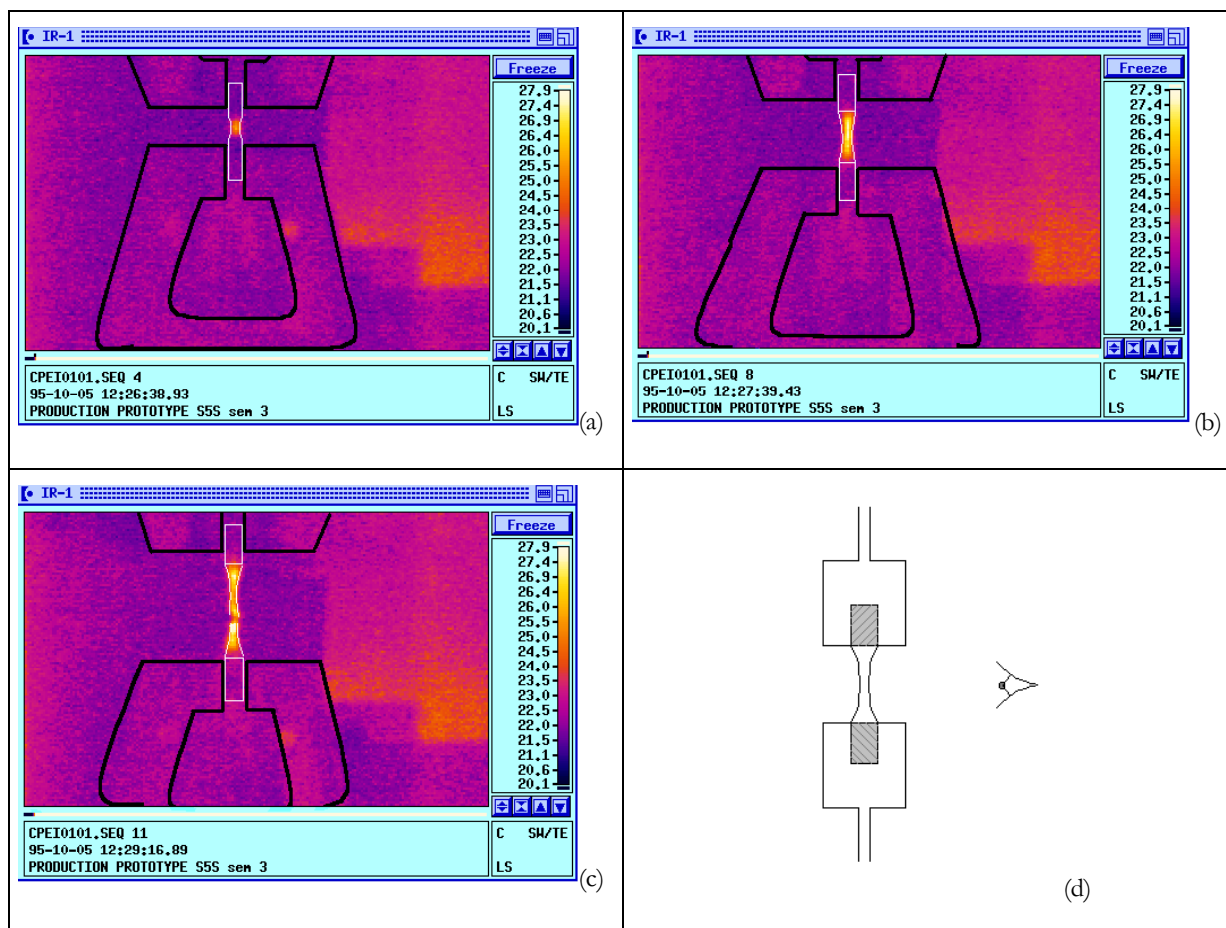 IR-1
Freeze
27.9
27.4
26.9
26.4
26.0
25.5
25.0
24.5
24.0
23.5
23.0
22.5
22.0
21.5
21.1
20.6
20.1
CPEI0101.SEQ 4
95-10-05 12:26:38.93
PRODUCTION PROTOTYPE S5S sem 3
C SW/TE
LS
(a)
IR-1
Freeze
27.9
27.4
26.9
26.4
26.0
25.5
25.0
24.5
24.0
23.5
23.0
22.5
22.0
21.5
21.1
20.6
20.1
CPEI0101.SEQ 8
95-10-05 12:27:39.43
PRODUCTION PROTOTYPE S5S sem 3
C SW/TE
LS
(b)
IR-1
Freeze
27.9
27.4
26.9
26.4
26.0
25.5
25.0
24.5
24.0
23.5
23.0
22.5
22.0
21.5
21.1
20.6
20.1
CPEI0101.SEQ 11
95-10-05 12:29:16.89
PRODUCTION PROTOTYPE S5S sem 3
C SW/TE
LS
(c)
(d)